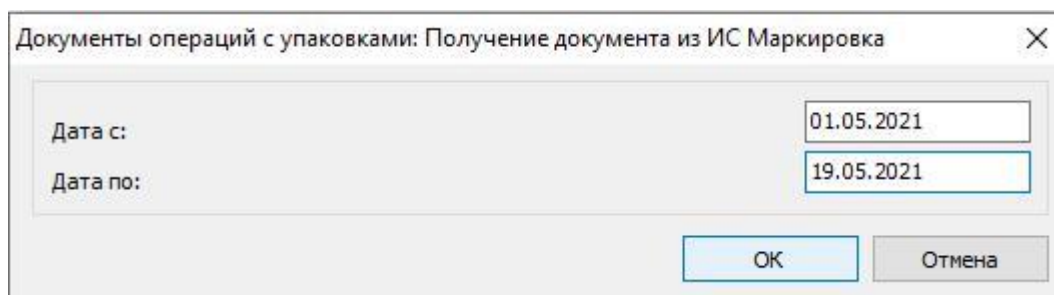 Документы операций с упаковками: Получение документа из ИС Маркировка
Дата с: 01.05.2021
Дата по: 19.05.2021
ОК Отмена